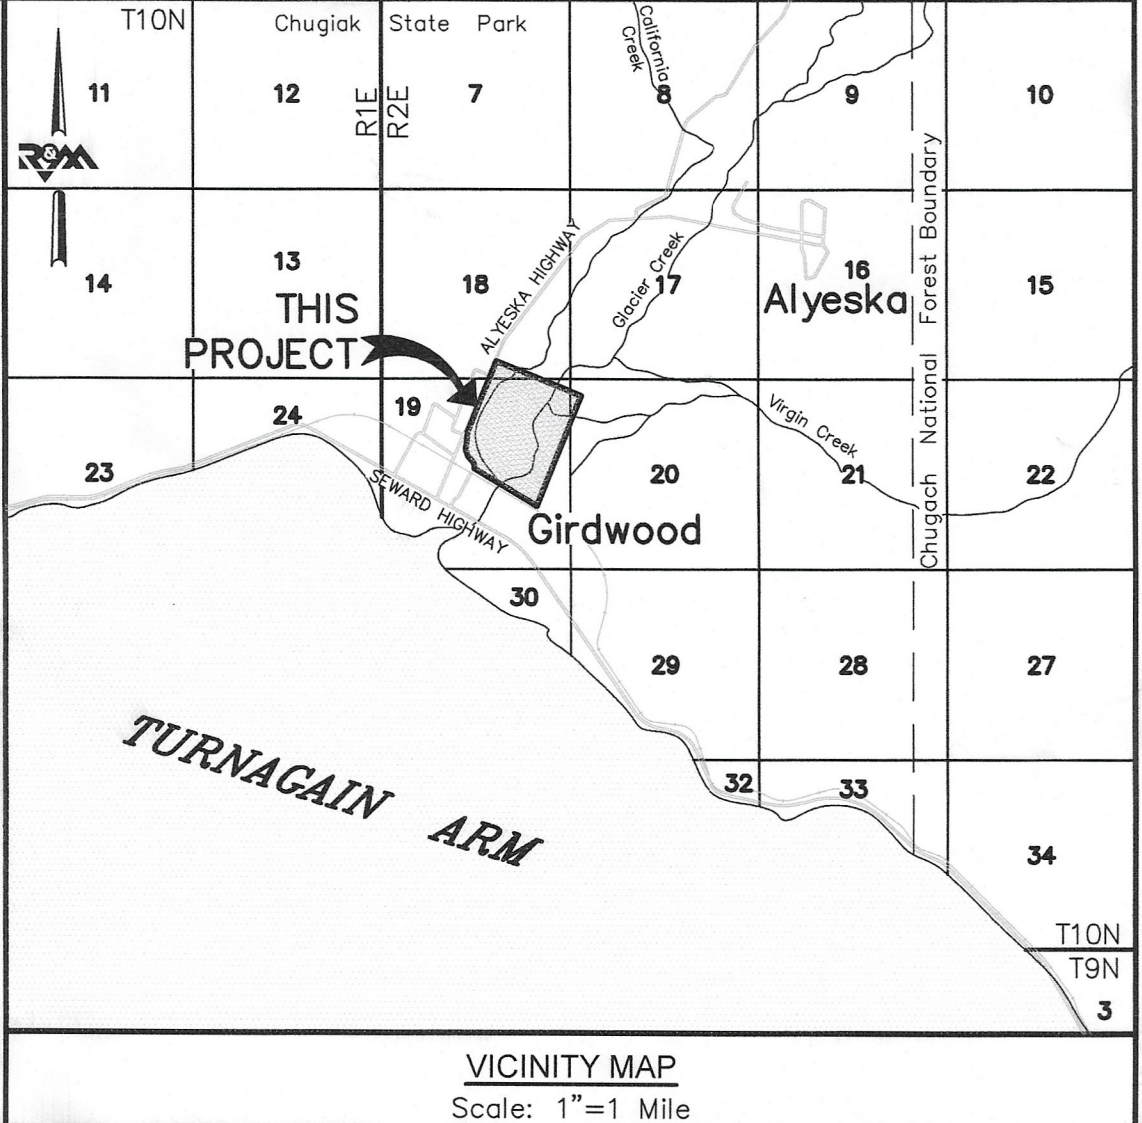 T10N
Chugiak State Park
California
Creek
11
12
R1E
R2E
7
8
9
10
R&M
14
13
18
17
16
15
ALYESKA HIGHWAY
Glacier Creek
Alyeska
Chugach National Forest Boundary
THIS
PROJECT
23
24
19
20
21
22
Virgin Creek
SEWARD HIGHWAY
Girdwood
30
29
28
27
TURNAGAIN ARM
32
33
34
T10N
T9N
3
VICINITY MAP
Scale: 1"=1 Mile